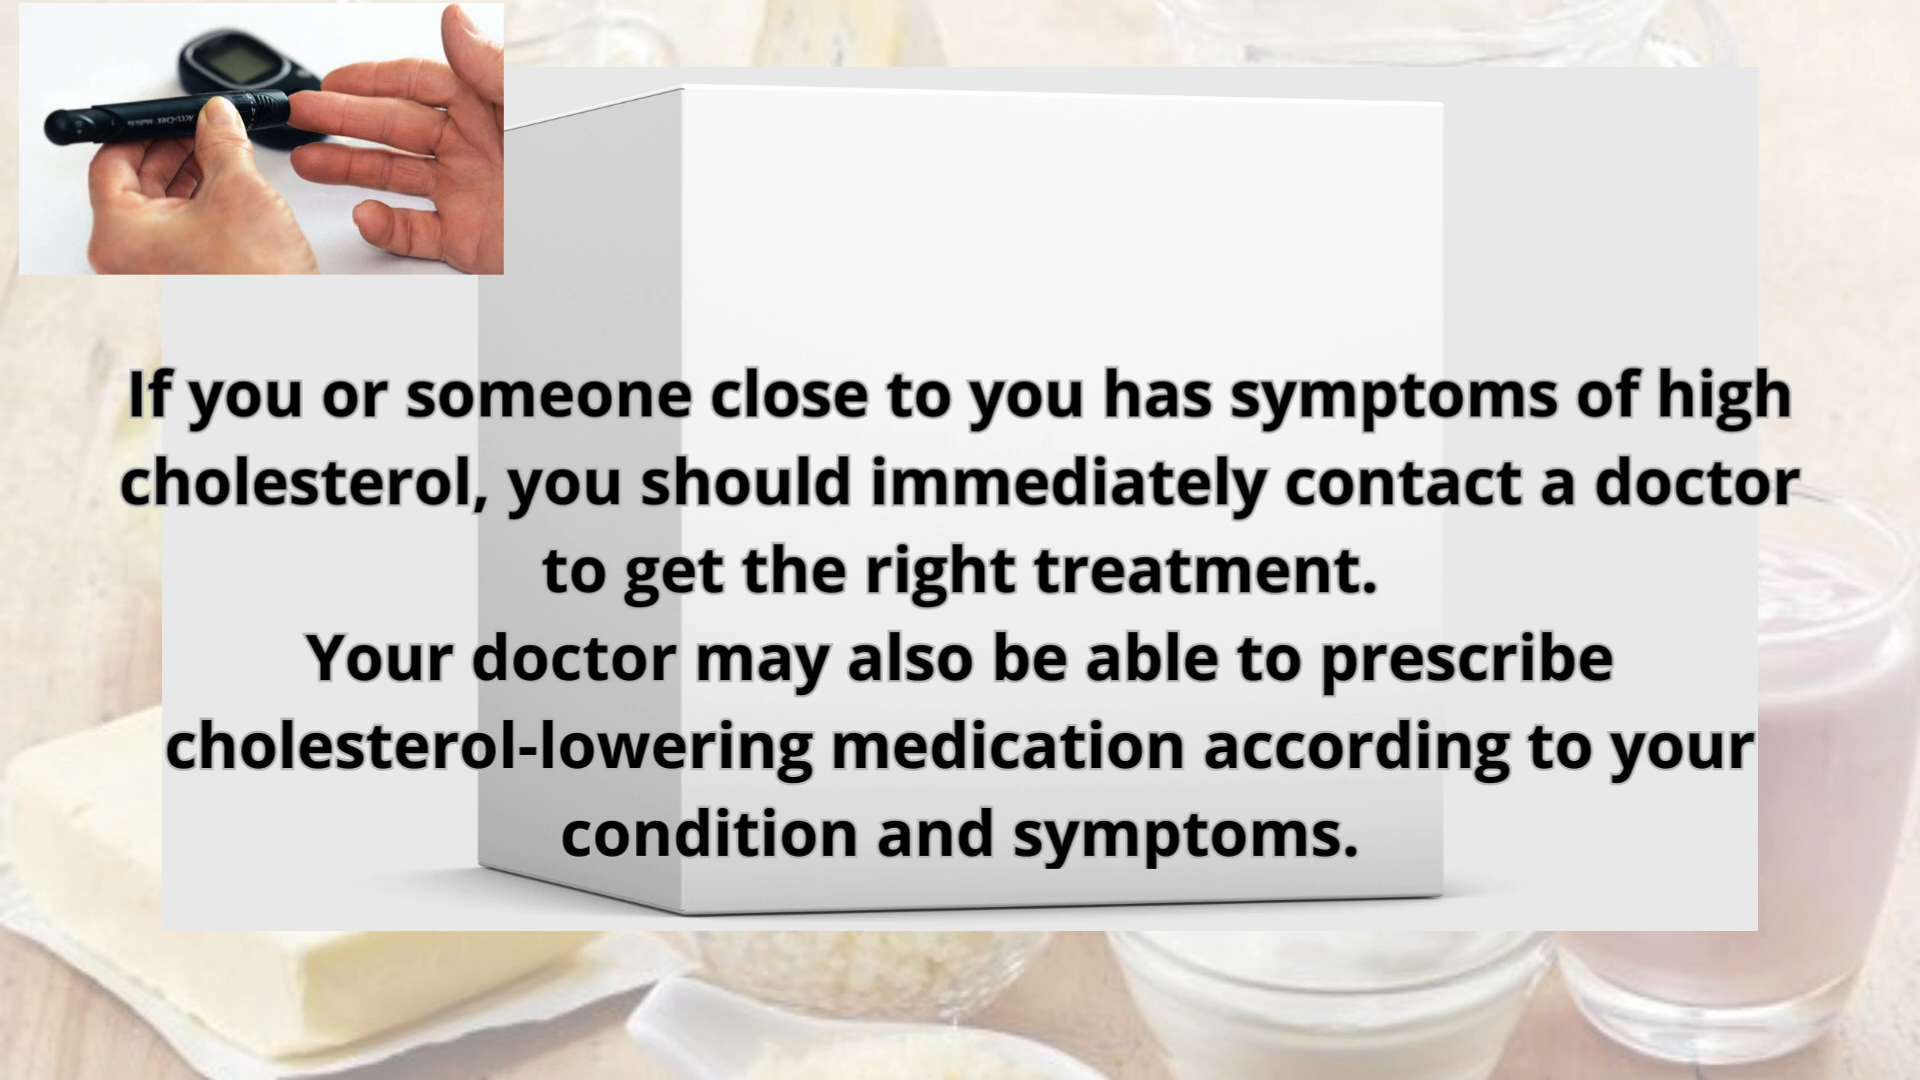 If you or someone close to you has symptoms of high
cholesterol, you should immediately contact a doctor
to get the right treatment.
Your doctor may also be able to prescribe
cholesterol-lowering medication according to your
condition and symptoms.
ACCU-CHEK